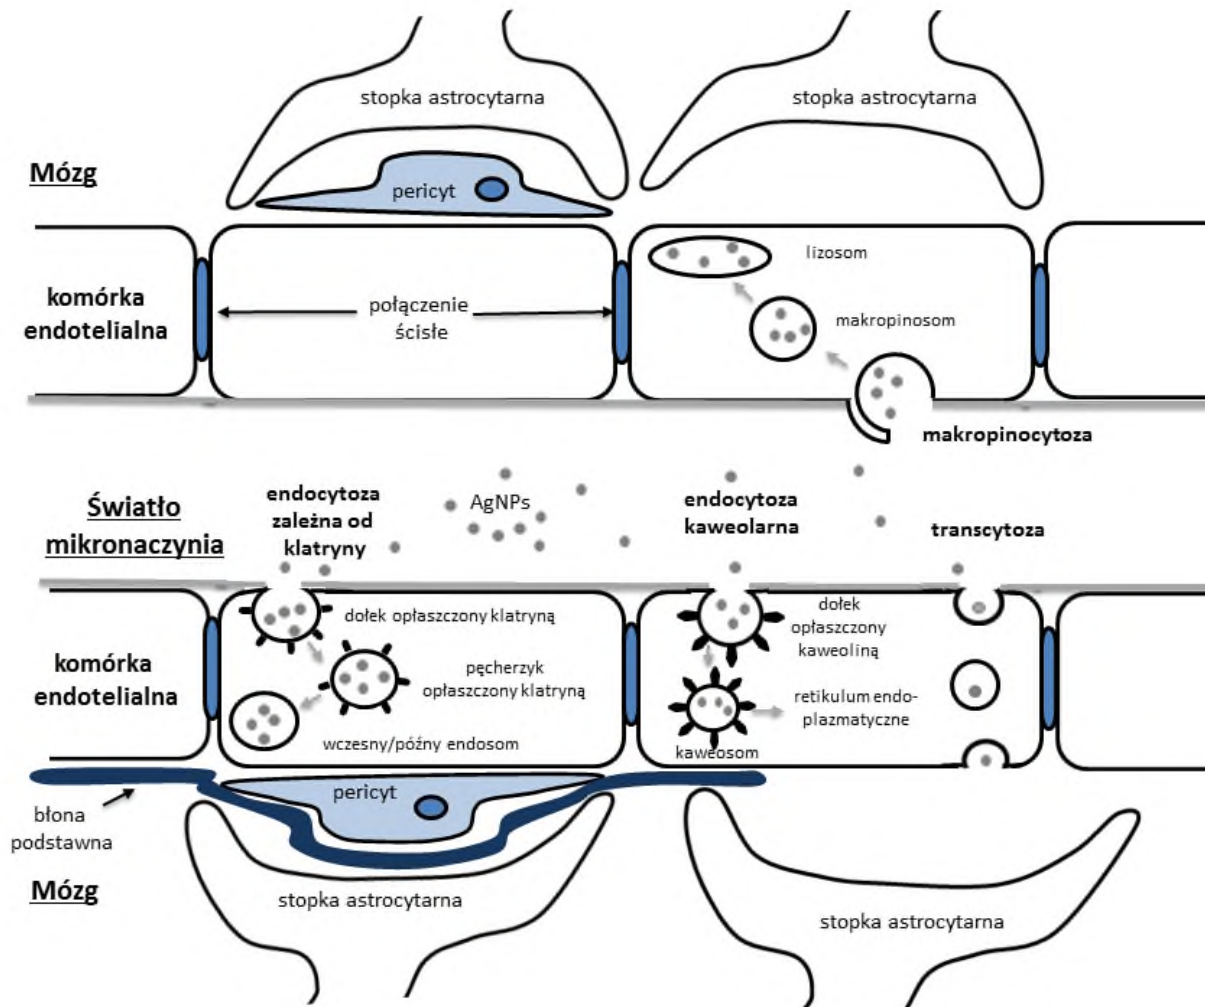 stopka astrocytarna
stopka astrocytarna
Mózg
pericyt
lizosom
komórka
endotelialna
połączenie
ścisłe
makropinosom
makropinocytoza
Światło
mikronaczynia
endocytoza
zależna od
klatryny
AgNPs
endocytoza
kaweolarna
transcytoza
komórka
endotelialna
dołek opłaszczony klatryną
pęcherzyk
opłaszczony klatryną
wczesny/późny endosom
dołek
opłaszczony
kaweoliną
retikulum endo-
plazmatyczne
kaweosom
błona
podstawna
pericyt
Mózg
stopka astrocytarna
stopka astrocytarna